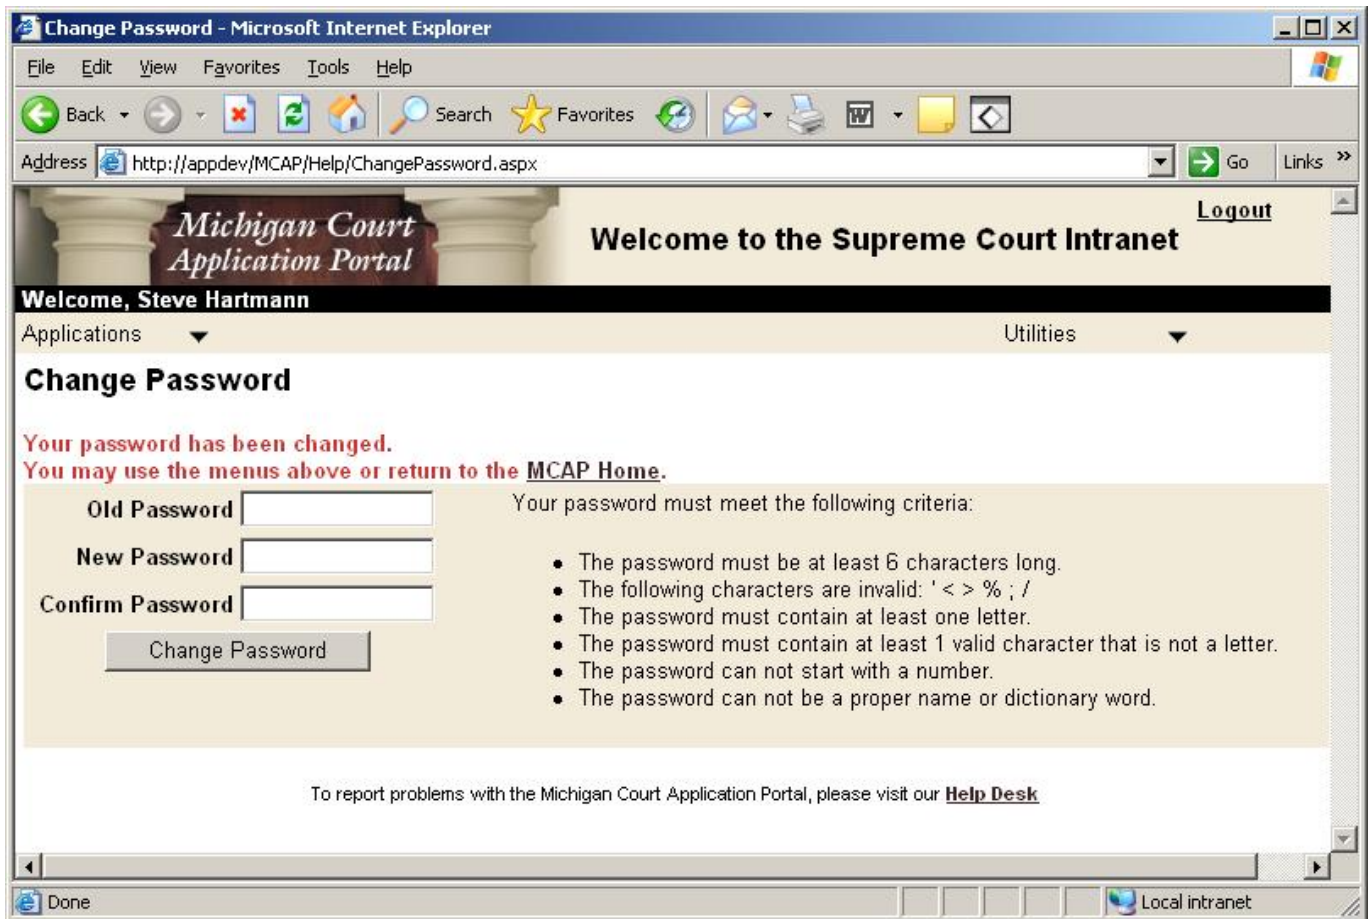 Change Password - Microsoft Internet Explorer
File Edit View Favorites Tools Help
Back Search Favorites
Address http://appdev/MCAP/Help/ChangePassword.aspx Go Links »
Michigan Court
Application Portal
Logout
Welcome to the Supreme Court Intranet
Welcome, Steve Hartmann
Applications Utilities
Change Password
Your password has been changed.
You may use the menus above or return to the MCAP Home.
Old Password
New Password
Confirm Password
Change Password
Your password must meet the following criteria:
• The password must be at least 6 characters long.
• The following characters are invalid: ' < > % ; /
• The password must contain at least one letter.
• The password must contain at least 1 valid character that is not a letter.
• The password can not start with a number.
• The password can not be a proper name or dictionary word.
To report problems with the Michigan Court Application Portal, please visit our Help Desk
Done Local intranet